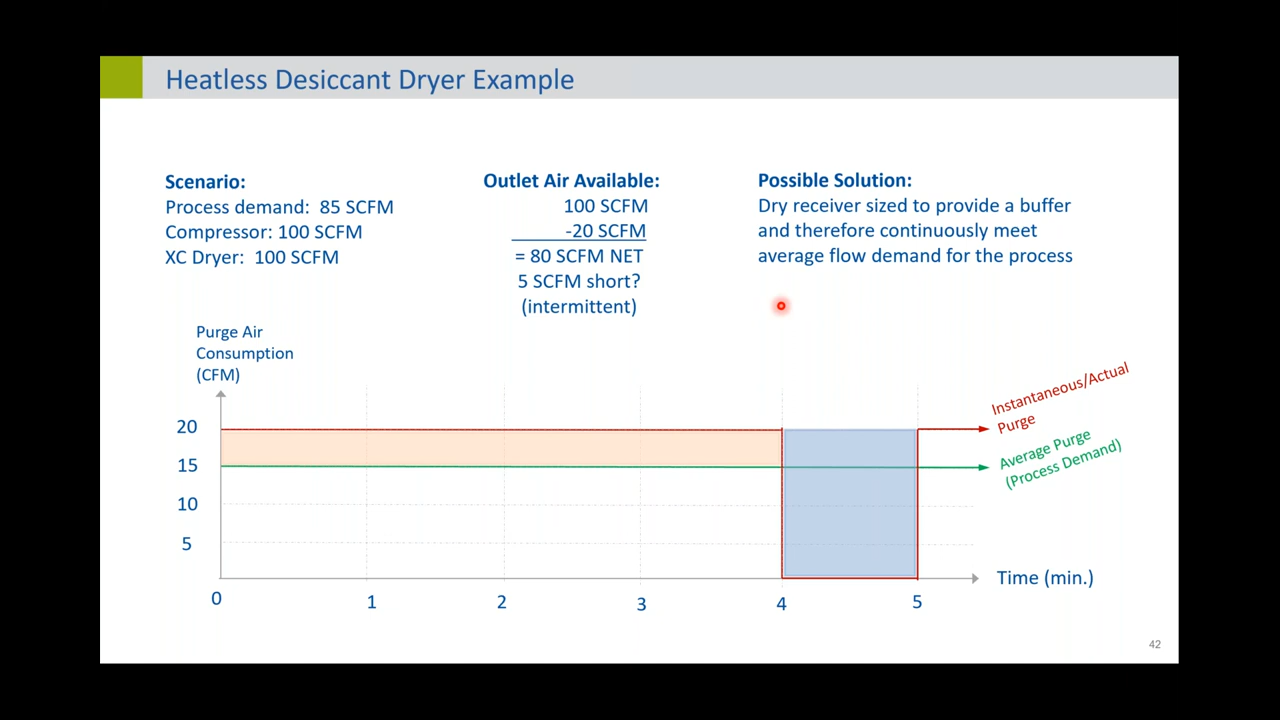 Heatless Desiccant Dryer Example
Scenario:
Process demand: 85 SCFM
Compressor: 100 SCFM
XC Dryer: 100 SCFM
Outlet Air Available:
100 SCFM
-20 SCFM
= 80 SCFM NET
5 SCFM short?
(intermittent)
Possible Solution:
Dry receiver sized to provide a buffer
and therefore continuously meet
average flow demand for the process
Purge Air
Consumption
(CFM)
20
15
10
5
0
1
2
3
4
5
Time (min.)
Instantaneous/Actual
Purge
Average Purge
(Process Demand)
42